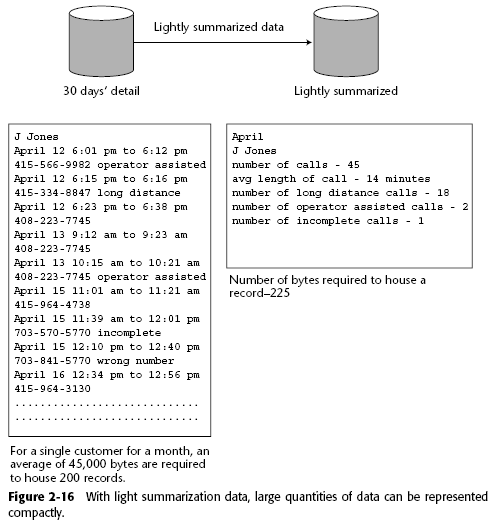 Lightly summarized data
30 days' detail
Lightly summarized
J Jones
April 12 6:01 pm to 6:12 pm
415-566-9982 operator assisted
April 12 6:15 pm to 6:16 pm
415-334-8847 long distance
April 12 6:23 pm to 6:38 pm
408-223-7745
April 13 9:12 am to 9:23 am
408-223-7745
April 13 10:15 am to 10:21 am
408-223-7745 operator assisted
April 15 11:01 am to 11:21 am
415-964-4738
April 15 11:39 am to 12:01 pm
703-570-5770 incomplete
April 15 12:10 pm to 12:40 pm
703-841-5770 wrong number
April 16 12:34 pm to 12:56 pm
415-964-3130
.............................
.............................
For a single customer for a month, an
average of 45,000 bytes are required
to house 200 records.
April
J Jones
number of calls - 45
avg length of call - 14 minutes
number of long distance calls - 18
number of operator assisted calls - 2
number of incomplete calls - 1
Number of bytes required to house a
record–225
Figure 2-16 With light summarization data, large quantities of data can be represented
compactly.